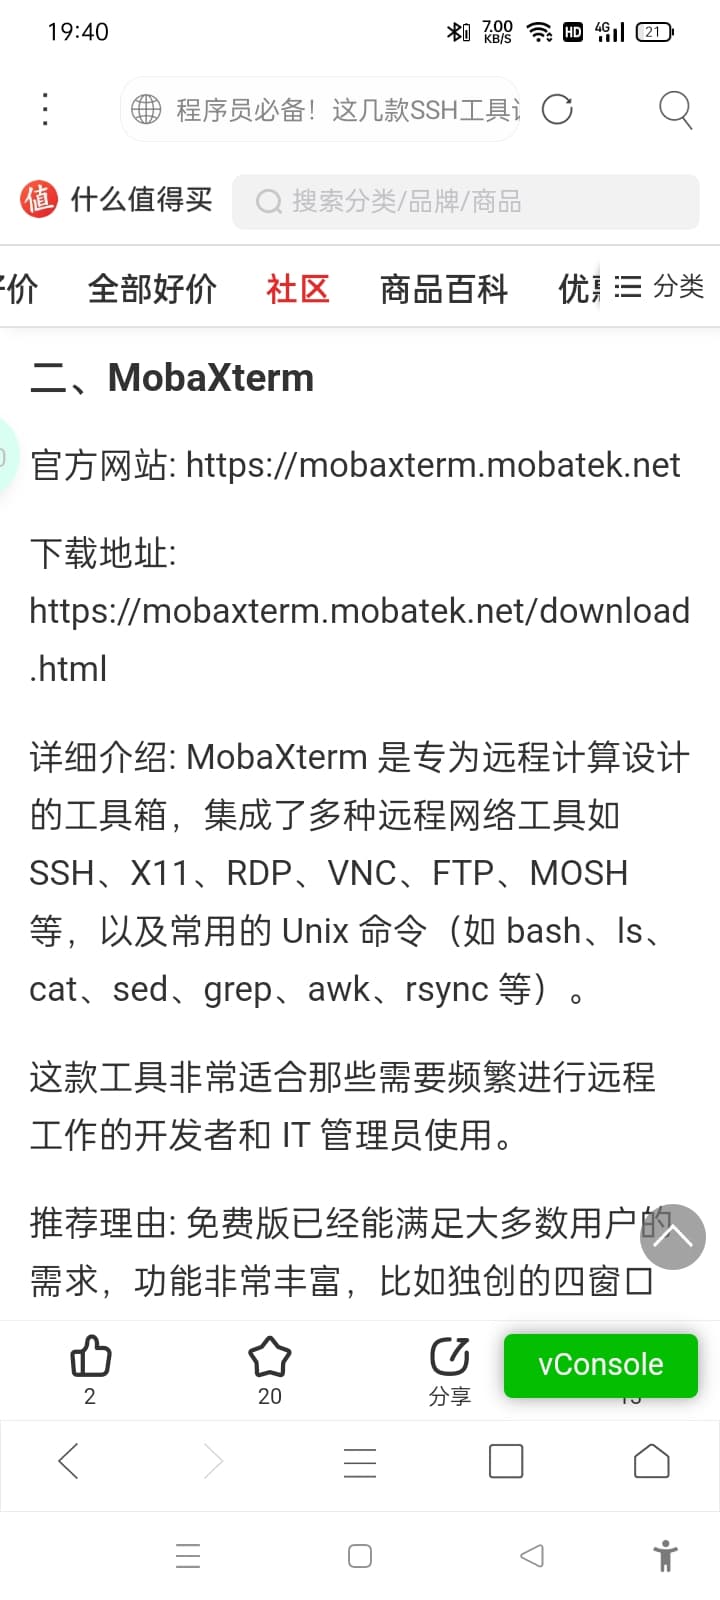 19:40
7.00
KB/S
HD
4G
21
程序员必备！这几款SSH工具
值 什么值得买
搜索分类/品牌/商品
价 全部好价 社区 商品百科 优 分类
二、MobaXterm
官方网站: https://mobaxterm.mobatek.net
下载地址:
https://mobaxterm.mobatek.net/download
.html
详细介绍: MobaXterm 是专为远程计算设计
的工具箱，集成了多种远程网络工具如
SSH、X11、RDP、VNC、FTP、MOSH
等，以及常用的 Unix 命令（如 bash、ls、
cat、sed、grep、awk、rsync 等）。
这款工具非常适合那些需要频繁进行远程
工作的开发者和 IT 管理员使用。
推荐理由: 免费版已经能满足大多数用户的
需求，功能非常丰富，比如独创的四窗口
vConsole
2 20 分享